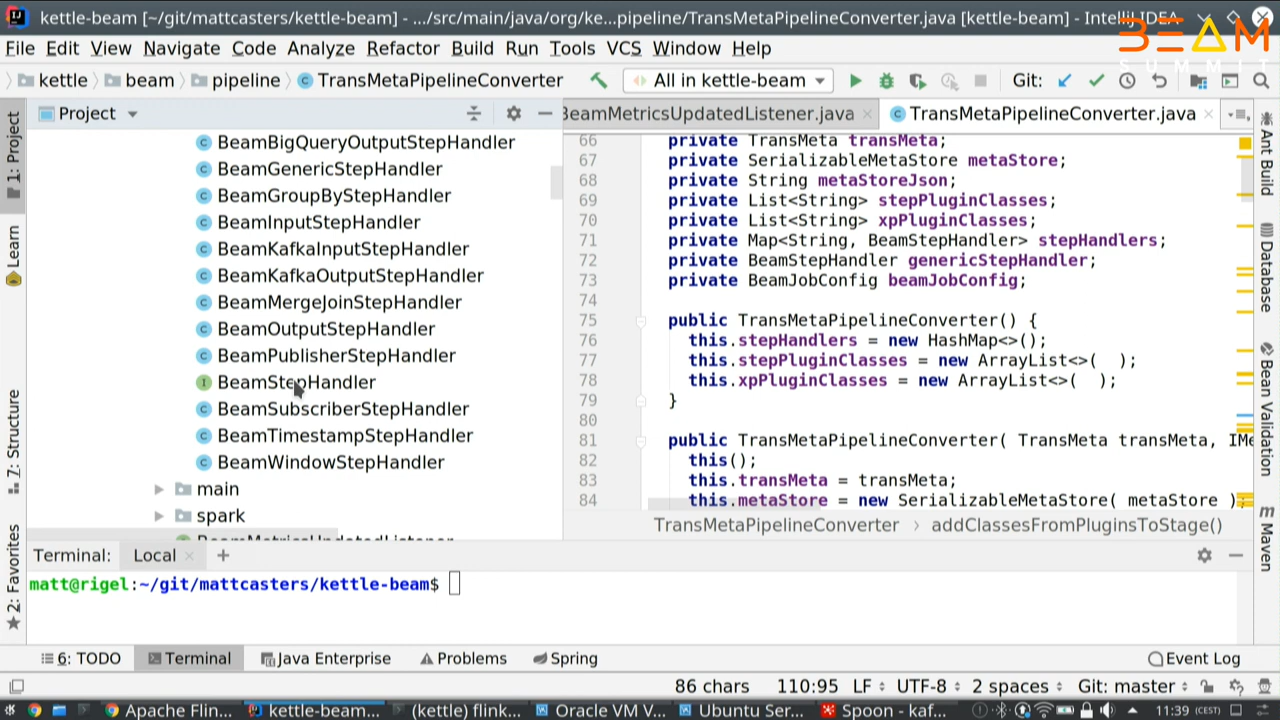 kettle-beam [~/git/mattcasters/kettle-beam] - .../src/main/java/org/ke...pipeline/TransMetaPipelineConverter.java [kettle-beam] - IntelliJ IDEA
BEAM
SUMMIT
File Edit View Navigate Code Analyze Refactor Build Run Tools VCS Window Help
kettle beam pipeline TransMetaPipelineConverter All in kettle-beam Git:
1: Project
Learn
7: Structure
2: Favorites
Project
BeamBigQueryOutputStepHandler
BeamGenericStepHandler
BeamGroupByStepHandler
BeamInputStepHandler
BeamKafkaInputStepHandler
BeamKafkaOutputStepHandler
BeamMergeJoinStepHandler
BeamOutputStepHandler
BeamPublisherStepHandler
BeamStepHandler
BeamSubscriberStepHandler
BeamTimestampStepHandler
BeamWindowStepHandler
main
spark
BeamMetricsUpdatedListener
BeamMetricsUpdatedListener.java TransMetaPipelineConverter.java
66 private TransMeta transMeta;
67 private SerializableMetaStore metaStore;
68 private String metaStoreJson;
69 private List<String> stepPluginClasses;
70 private List<String> xpPluginClasses;
71 private Map<String, BeamStepHandler> stepHandlers;
72 private BeamStepHandler genericStepHandler;
73 private BeamJobConfig beamJobConfig;
74
75 public TransMetaPipelineConverter() {
76 this.stepHandlers = new HashMap<>();
77 this.stepPluginClasses = new ArrayList<>(  );
78 this.xpPluginClasses = new ArrayList<>(  );
79 }
80
81 public TransMetaPipelineConverter( TransMeta transMeta, IMe
82 this();
83 this.transMeta = transMeta;
84 this.metaStore = new SerializableMetaStore( metaStore );
TransMetaPipelineConverter › addClassesFromPluginsToStage()
Ant Build
Database
Bean Validation
Maven
Terminal: Local +
matt@rigel:~/git/mattcasters/kettle-beam$
6: TODO Terminal Java Enterprise Problems Spring Event Log
86 chars 110:95 LF UTF-8 2 spaces Git: master
Apache Flin... kettle-beam... (kettle) flink... Oracle VM V... Ubuntu Ser... Spoon - kaf... 11:39 (CEST)